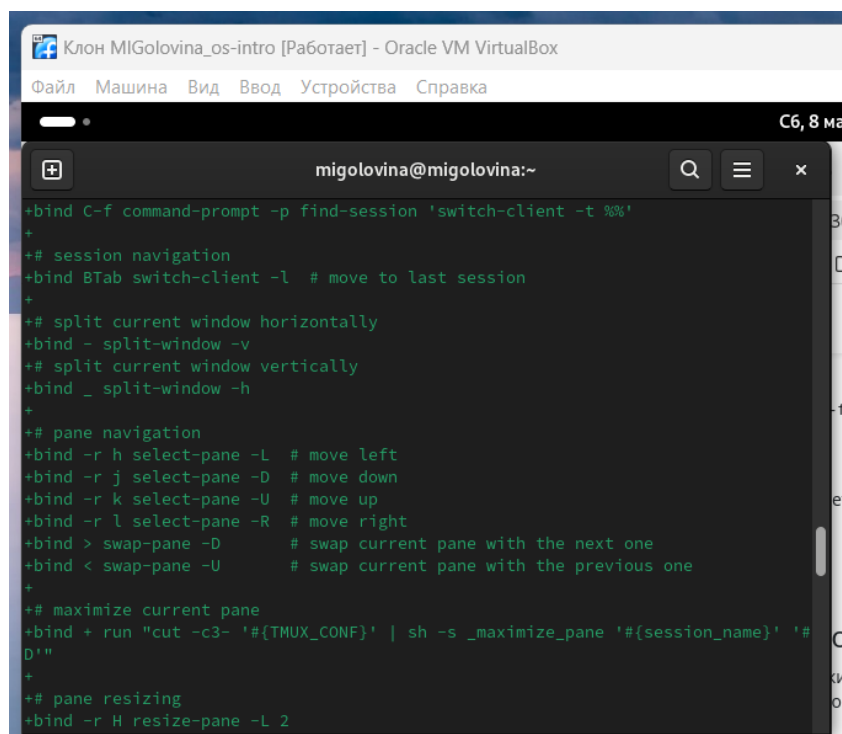 Клон MIGolovina_os-intro [Работает] - Oracle VM VirtualBox
Файл Машина Вид Ввод Устройства Справка
Сб, 8 ма
migolovina@migolovina:~
+bind C-f command-prompt -p find-session 'switch-client -t %%'
+
+# session navigation
+bind BTab switch-client -l  # move to last session
+
+# split current window horizontally
+bind - split-window -v
+# split current window vertically
+bind _ split-window -h
+
+# pane navigation
+bind -r h select-pane -L  # move left
+bind -r j select-pane -D  # move down
+bind -r k select-pane -U  # move up
+bind -r l select-pane -R  # move right
+bind > swap-pane -D       # swap current pane with the next one
+bind < swap-pane -U       # swap current pane with the previous one
+
+# maximize current pane
+bind + run "cut -c3- '#{TMUX_CONF}' | sh -s _maximize_pane '#{session_name}' '#
D'"
+
+# pane resizing
+bind -r H resize-pane -L 2